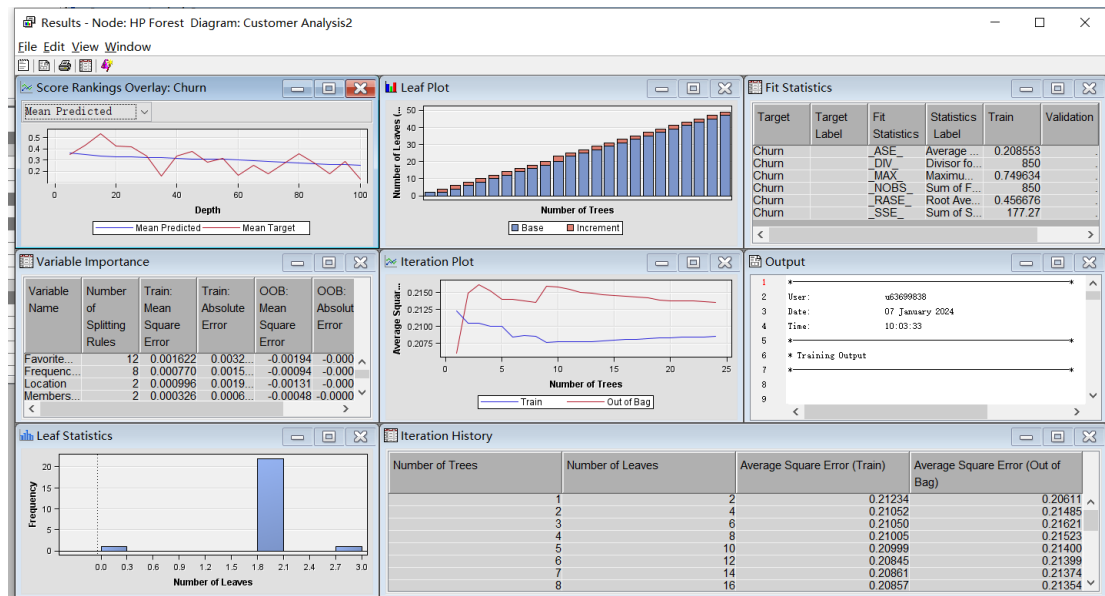 Results - Node: HP Forest  Diagram: Customer Analysis2
File Edit View Window
Score Rankings Overlay: Churn
Mean Predicted
0.5
0.4
0.3
0.2
0 20 40 60 80 100
Depth
Mean Predicted Mean Target
Leaf Plot
Number of Leaves (...
50
40
30
20
10
0
Number of Trees
Base Increment
Fit Statistics
Target Target Label Fit Statistics Statistics Label Train Validation
Churn _ASE_ Average ... 0.208553 .
Churn _DIV_ Divisor fo... 850 .
Churn _MAX_ Maximu... 0.749634 .
Churn _NOBS_ Sum of F... 850 .
Churn _RASE_ Root Ave... 0.456676 .
Churn _SSE_ Sum of S... 177.27 .
Variable Importance
Variable Name Number of Splitting Rules Train: Mean Square Error Train: Absolute Error OOB: Mean Square Error OOB: Absolut Error
Favorite... 12 0.001622 0.0032... -0.00194 -0.000
Frequenc... 8 0.000770 0.0015... -0.00094 -0.000
Location 2 0.000996 0.0019... -0.00131 -0.000
Members... 2 0.000326 0.0006... -0.00048 -0.0000
Iteration Plot
Average Squar...
0.2150
0.2125
0.2100
0.2075
0 5 10 15 20 25
Number of Trees
Train Out of Bag
Output
1 *---*
2 User: u63699838
3 Date: 07 January 2024
4 Time: 10:03:33
5 *---*
6 * Training Output
7 *---*
8
9
Leaf Statistics
Frequency
20
15
10
5
0
0.0 0.3 0.6 0.9 1.2 1.5 1.8 2.1 2.4 2.7 3.0
Number of Leaves
Iteration History
Number of Trees Number of Leaves Average Square Error (Train) Average Square Error (Out of Bag)
1 2 0.21234 0.20611
2 4 0.21052 0.21485
3 6 0.21050 0.21621
4 8 0.21005 0.21523
5 10 0.20999 0.21400
6 12 0.20845 0.21399
7 14 0.20861 0.21374
8 16 0.20857 0.21354